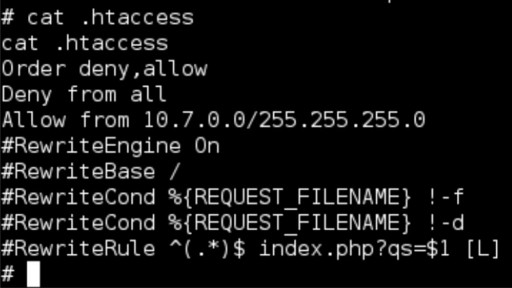 # cat .htaccess
cat .htaccess
Order deny,allow
Deny from all
Allow from 10.7.0.0/255.255.255.0
#RewriteEngine On
#RewriteBase /
#RewriteCond %{REQUEST_FILENAME} !-f
#RewriteCond %{REQUEST_FILENAME} !-d
#RewriteRule ^(.*)$ index.php?qs=$1 [L]
#